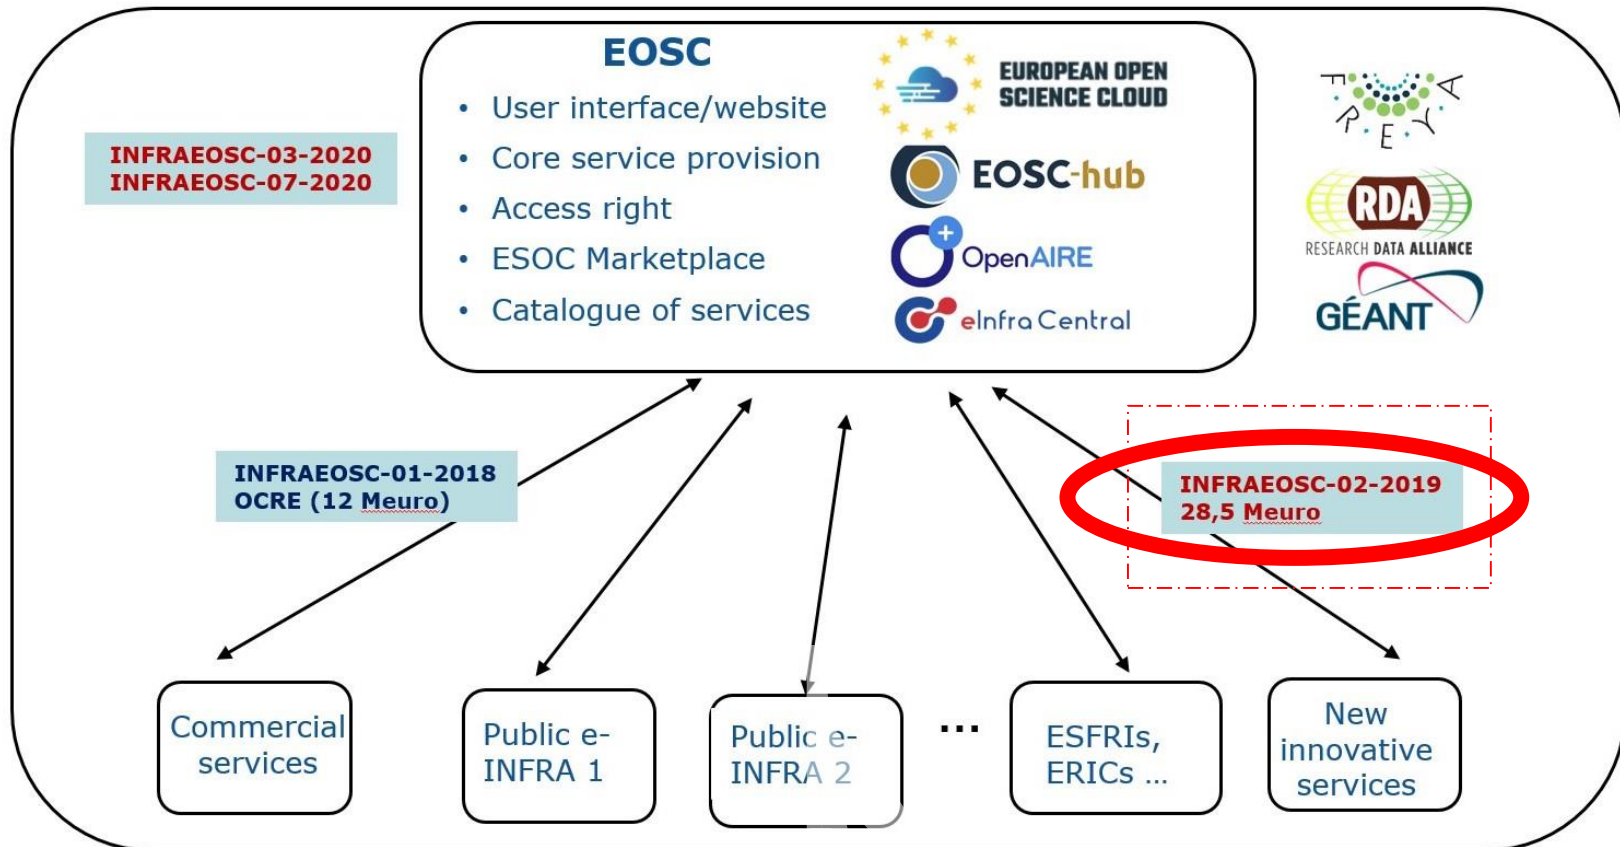 EOSC
• User interface/website
• Core service provision
• Access right
• ESOC Marketplace
• Catalogue of services
EUROPEAN OPEN
SCIENCE CLOUD
EOSC-hub
OpenAIRE
eInfra Central
FREYA
RDA
RESEARCH DATA ALLIANCE
GÉANT
INFRAEOSC-03-2020
INFRAEOSC-07-2020
INFRAEOSC-01-2018
OCRE (12 Meuro)
INFRAEOSC-02-2019
28,5 Meuro
Commercial
services
Public e-
INFRA 1
Public e-
INFRA 2
...
ESFRIs,
ERICs ...
New
innovative
services